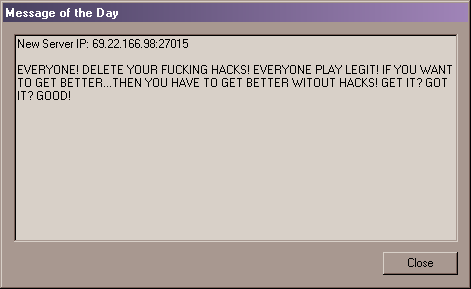 Message of the Day
New Server IP: 69.22.166.98:27015
EVERYONE! DELETE YOUR FUCKING HACKS! EVERYONE PLAY LEGIT! IF YOU WANT
TO GET BETTER...THEN YOU HAVE TO GET BETTER WITOUT HACKS! GET IT? GOT
IT? GOOD!
Close